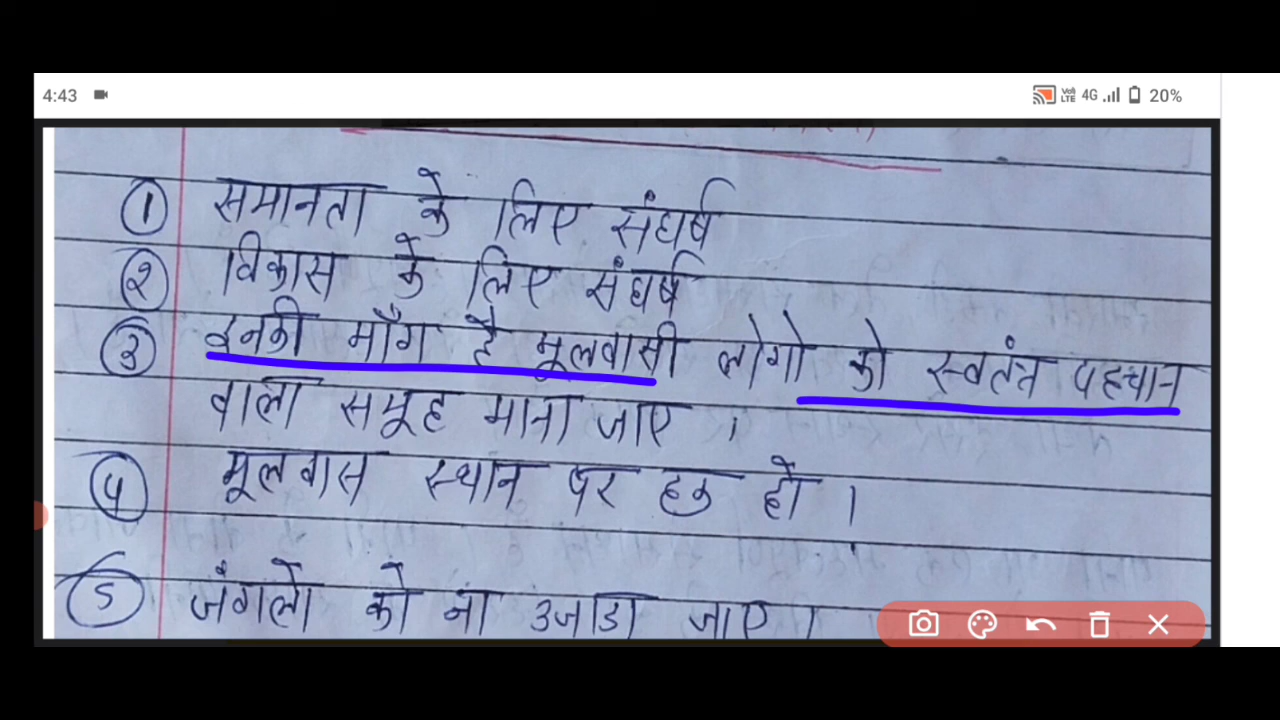 4:43 VoLTE 4G 20%
① समानता के लिए संघर्ष
② विकास के लिए संघर्ष
③ इनकी माँग है मूलवासी लोगो को स्वतंत्र पहचान
वाला समूह माना जाए ।
④ मूलवास स्थान पर हक हो ।
⑤ जंगलो को ना उजाडा जाए ।